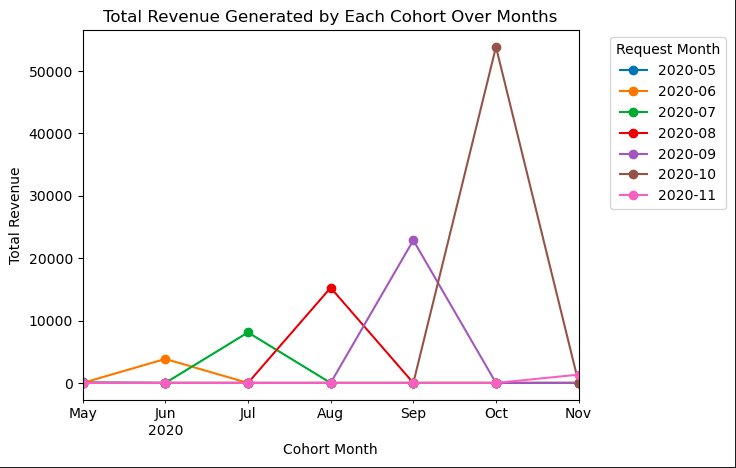 Total Revenue Generated by Each Cohort Over Months
Total Revenue
50000
40000
30000
20000
10000
0
May
Jun
2020
Jul
Aug
Sep
Oct
Nov
Cohort Month
Request Month
2020-05
2020-06
2020-07
2020-08
2020-09
2020-10
2020-11